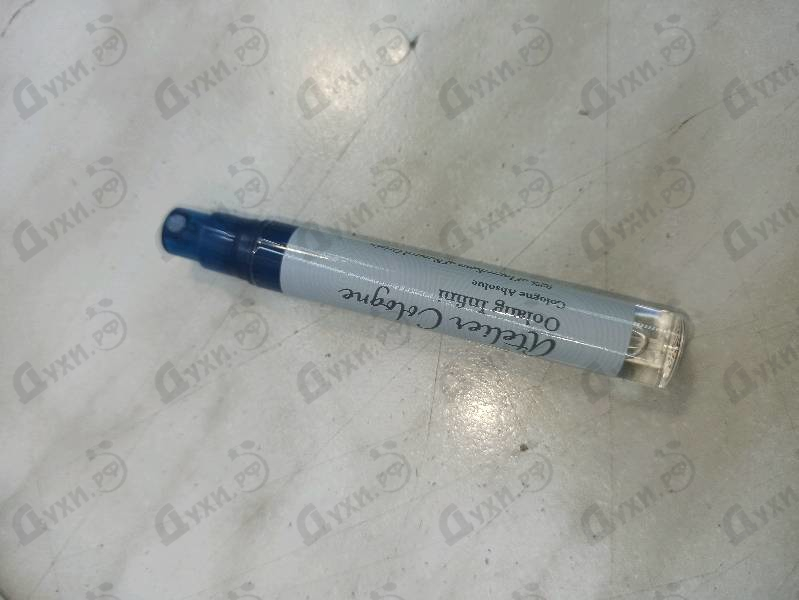 Atelier Cologne
Oolang Infini
Cologne Absolue
Духи.рф